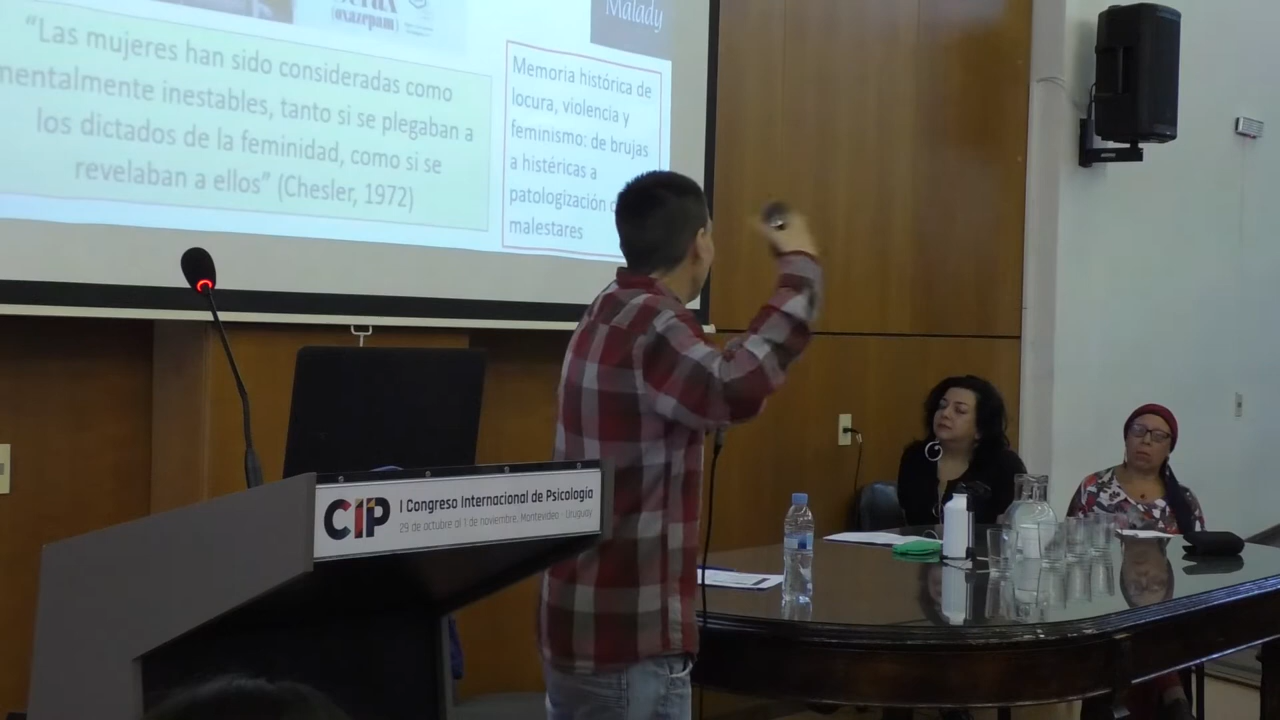 (oxazepam)
Malady
“Las mujeres han sido consideradas como
mentalmente inestables, tanto si se plegaban a
los dictados de la feminidad, como si se
revelaban a ellos” (Chesler, 1972)
Memoria histórica de
locura, violencia y
feminismo: de brujas
a histéricas a
patologización
malestares
CIP
I Congreso Internacional de Psicología
29 de octubre al 1 de noviembre, Montevideo - Uruguay